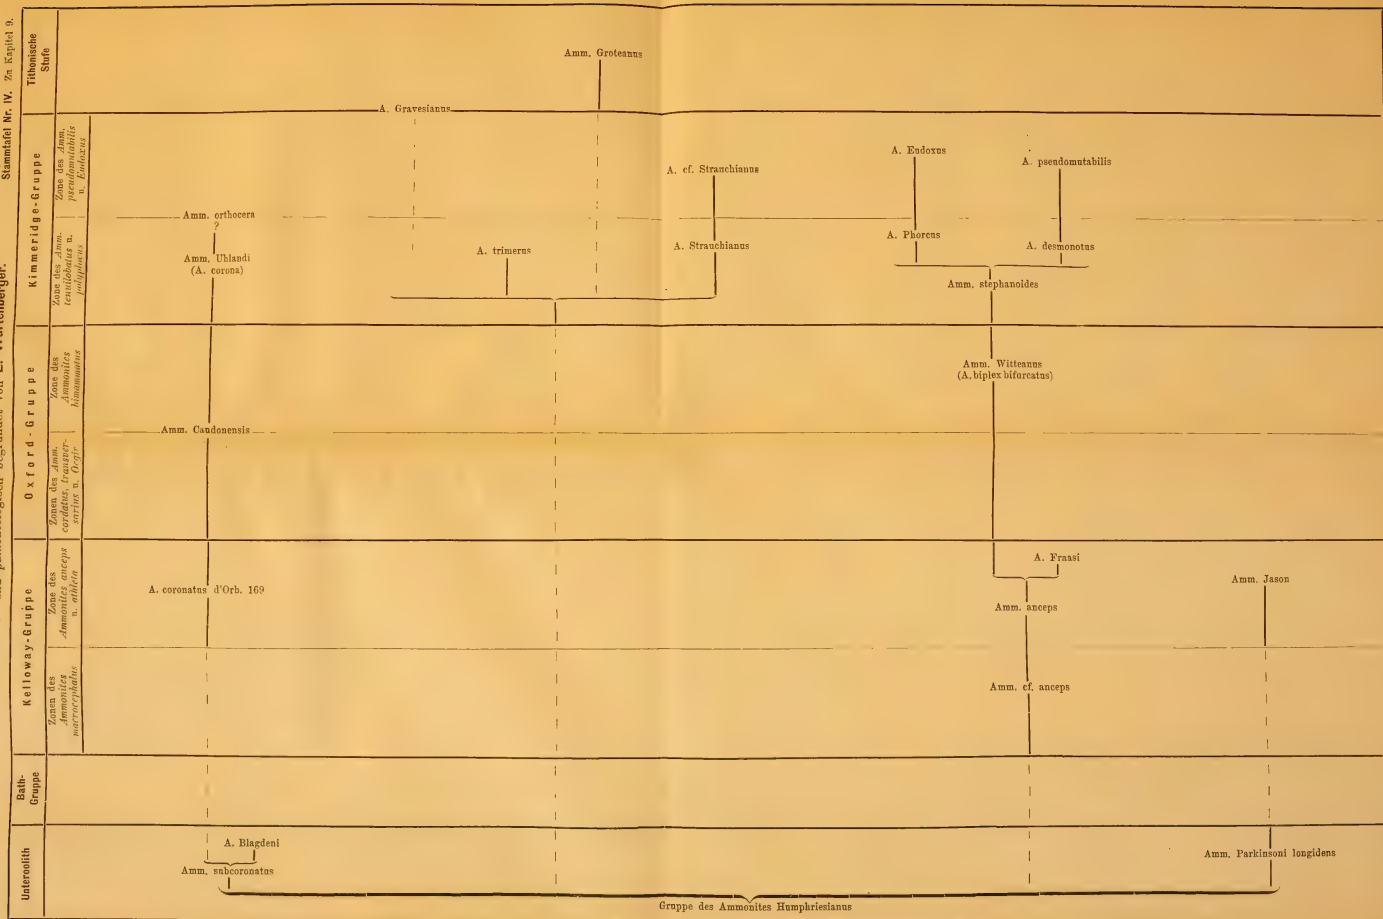 Stammtafel Nr. IV. Zu Kapitel 9.
Tithonische
Stufe
Amm. Groteanus
A. Gravesianus
Kimmeridge-Gruppe
Zone des Amm.
pseudomutabilis
u. Eudoxus
A. Eudoxus
A. pseudomutabilis
A. cf. Strauchianus
Amm. orthocera
?
Zone des Amm.
tenuilobatus u.
polyplocus
A. Phorcus
A. Strauchianus
A. desmonotus
A. trimerus
Amm. Uhlandi
(A. corona)
Amm. stephanoides
Oxford-Gruppe
Zone des
Ammonites
bimammatus
Amm. Witteanus
(A. biplex bifurcatus)
Amm. Caudonensis
Zonen des Amm.
cordatus, transver-
sarius u.
Kelloway-Gruppe
Zone des
Ammonites anceps
u. athleta
A. Fraasi
Amm. Jason
A. coronatus d'Orb. 169
Amm. anceps
Zonen des
Ammonites
macrocephalus
Amm. cf. anceps
Bath-
Gruppe
Unteroolith
A. Blagdeni
Amm. Parkinsoni longidens
Amm. subcoronatus
Gruppe des Ammonites Humphriesianus